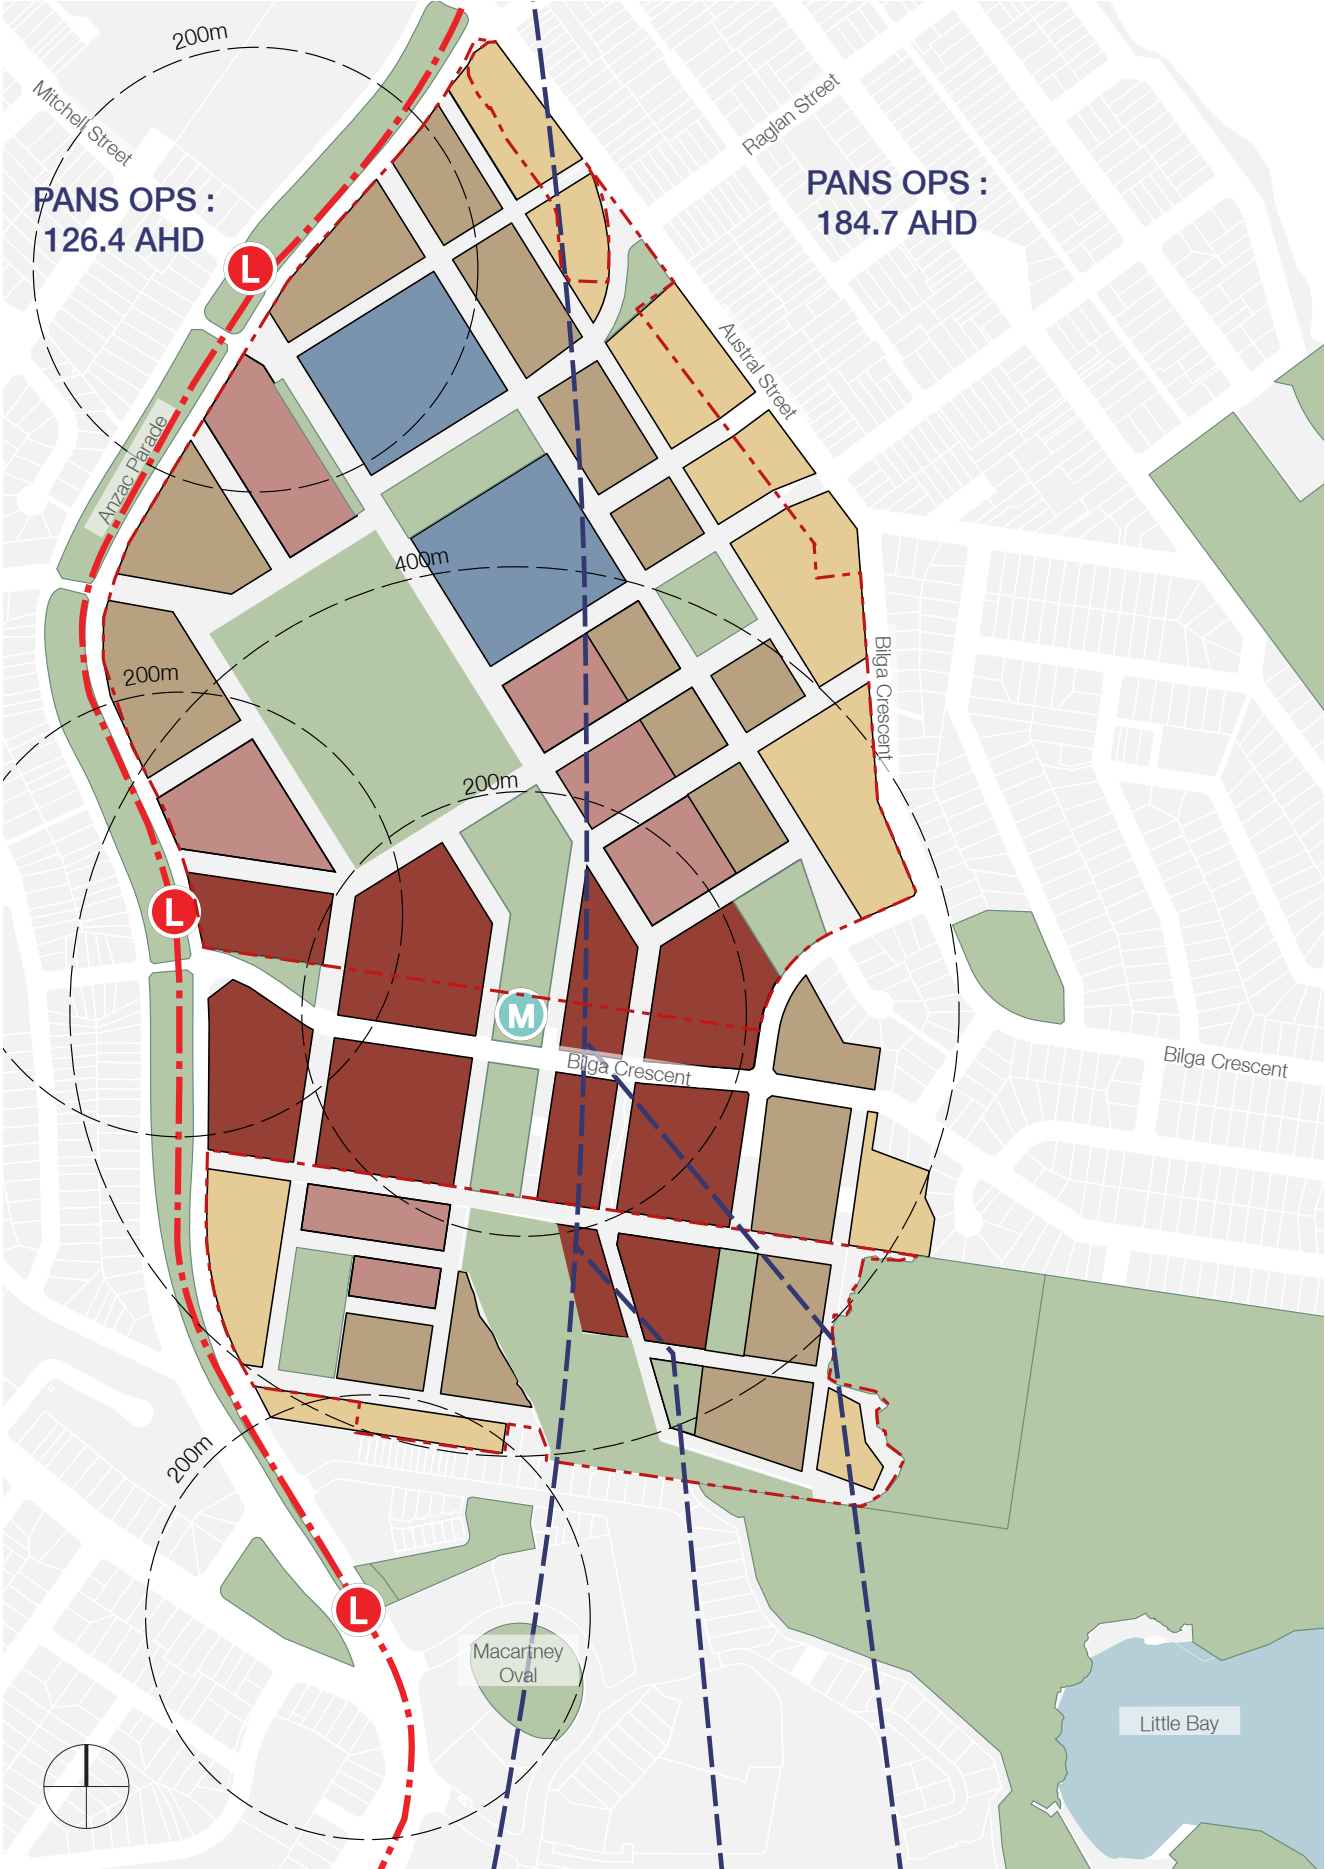 200m
Mitchell Street
Raglan Street
PANS OPS :
126.4 AHD
PANS OPS :
184.7 AHD
L
Austral Street
Anzac Parade
400m
Bilga Crescent
200m
200m
L
M
Bilga Crescent
Bilga Crescent
200m
L
Macartney
Oval
Little Bay